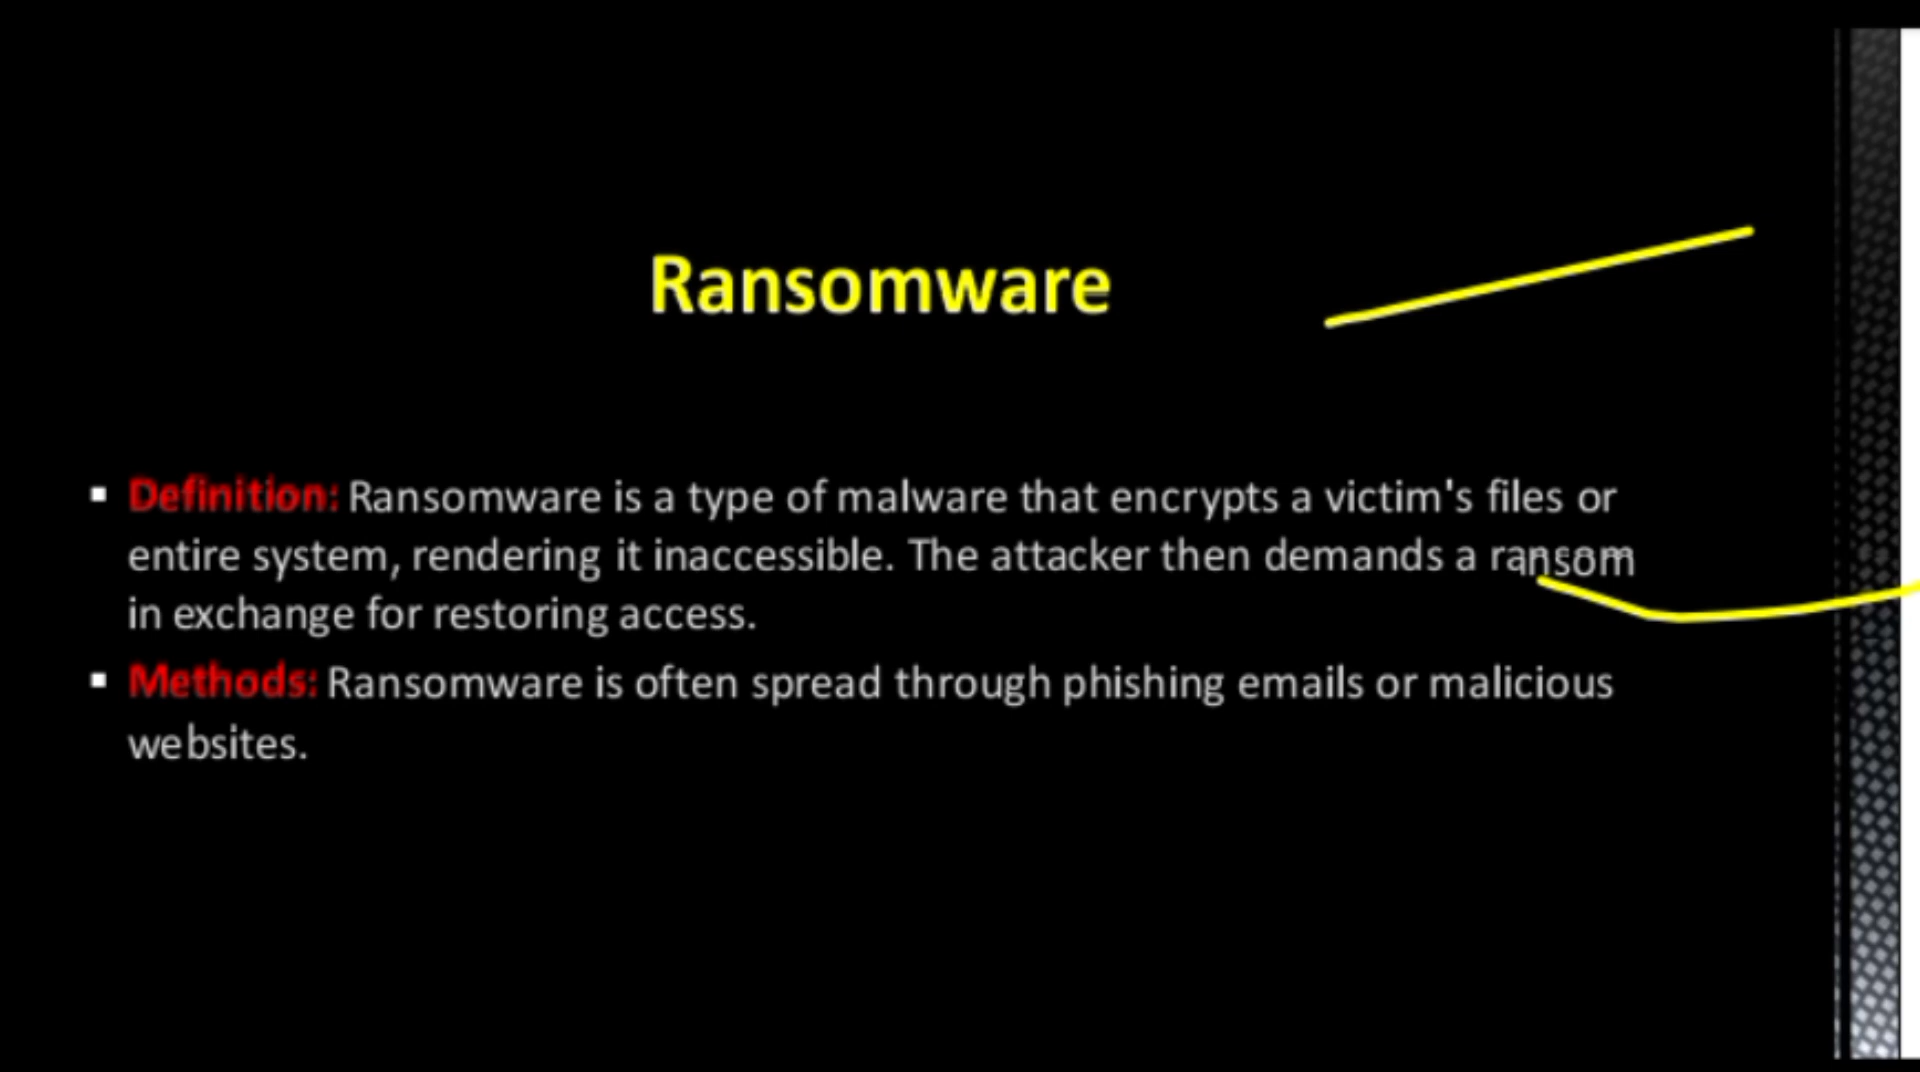 Ransomware
▪ Definition: Ransomware is a type of malware that encrypts a victim's files or
entire system, rendering it inaccessible. The attacker then demands a ransom
in exchange for restoring access.
▪ Methods: Ransomware is often spread through phishing emails or malicious
websites.